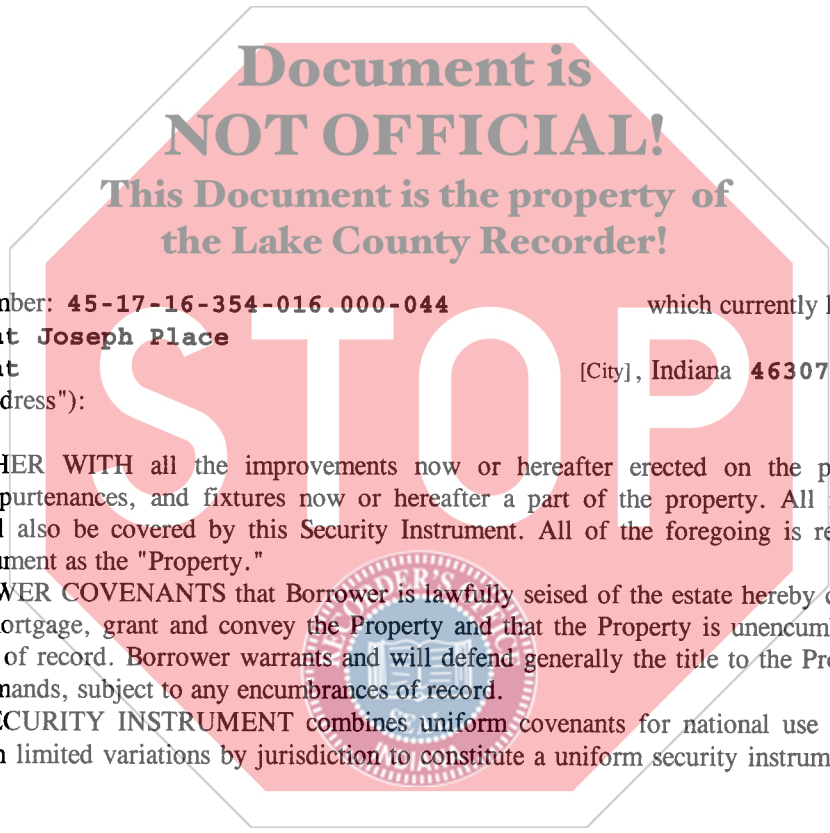 Document is
NOT OFFICIAL!
This Document is the property of
the Lake County Recorder!
mber: 45-17-16-354-016.000-044 which currently h
nt Joseph Place
nt [City], Indiana 46307
dress"):
STOP
HER WITH all the improvements now or hereafter erected on the p
purtenances, and fixtures now or hereafter a part of the property. All
l also be covered by this Security Instrument. All of the foregoing is re
ument as the "Property."
WER COVENANTS that Borrower is lawfully seised of the estate hereby c
ortgage, grant and convey the Property and that the Property is unencum
of record. Borrower warrants and will defend generally the title to the Pro
mands, subject to any encumbrances of record.
ECURITY INSTRUMENT combines uniform covenants for national use
n limited variations by jurisdiction to constitute a uniform security instrum
RECORDER'S OFFICE
SEAL
INDIANA